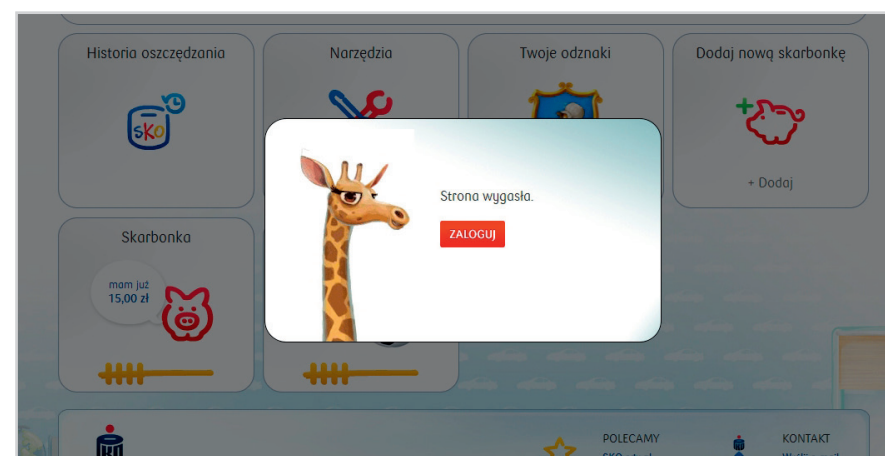 Historia oszczędzania
Narzędzia
Twoje odznaki
Dodaj nową skarbonkę
SKO
+ Dodaj
Strona wygasła.
ZALOGUJ
Skarbonka
mam już
15,00 zł
POLECAMY
KONTAKT